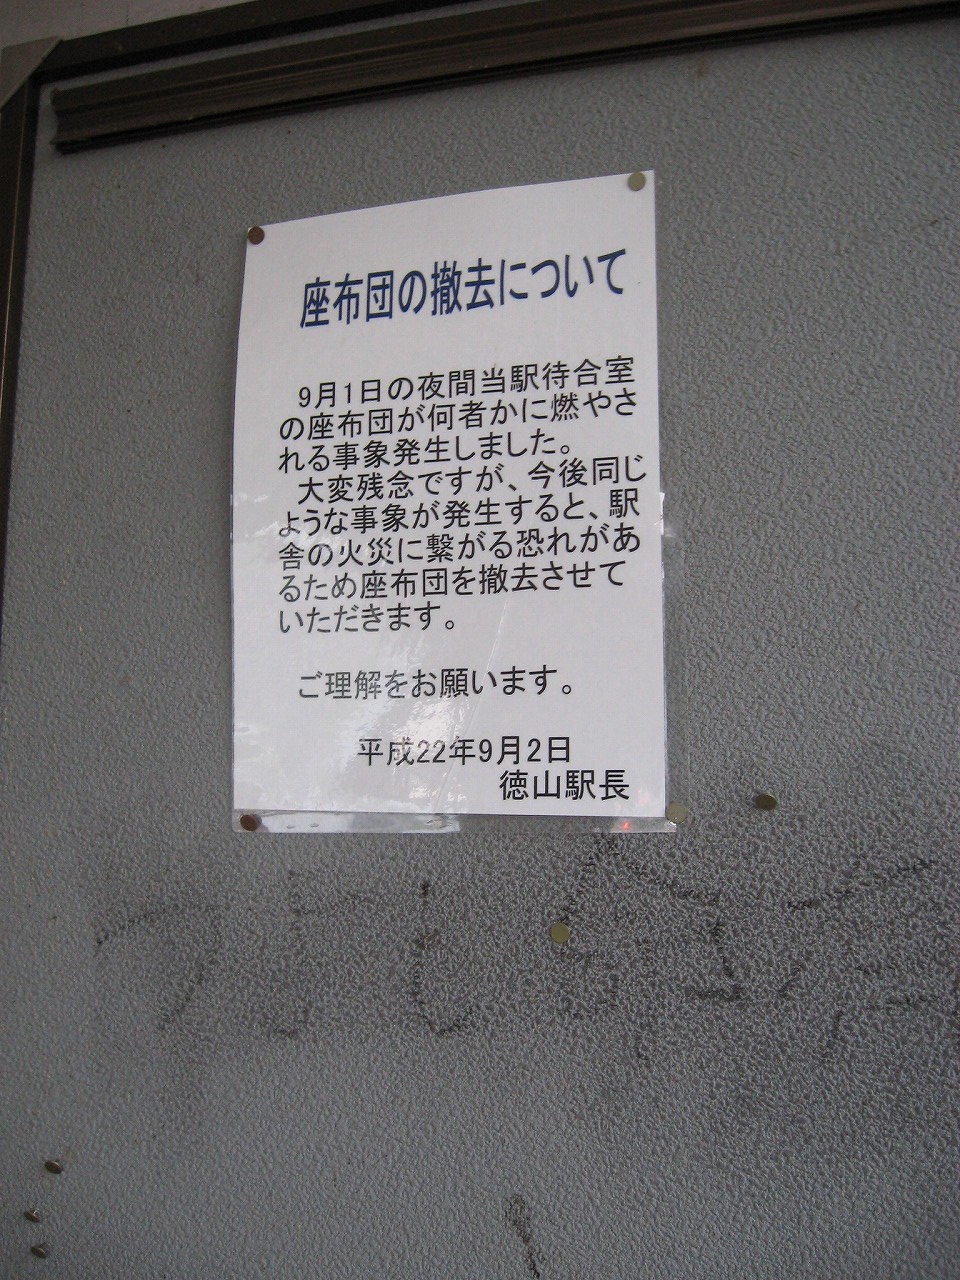 座布団の撤去について
9月1日の夜間当駅待合室
の座布団が何者かに燃やさ
れる事象発生しました。
大変残念ですが、今後同じ
ような事象が発生すると、駅
舎の火災に繋がる恐れがあ
るため座布団を撤去させて
いただきます。
ご理解をお願います。
平成22年9月2日
徳山駅長